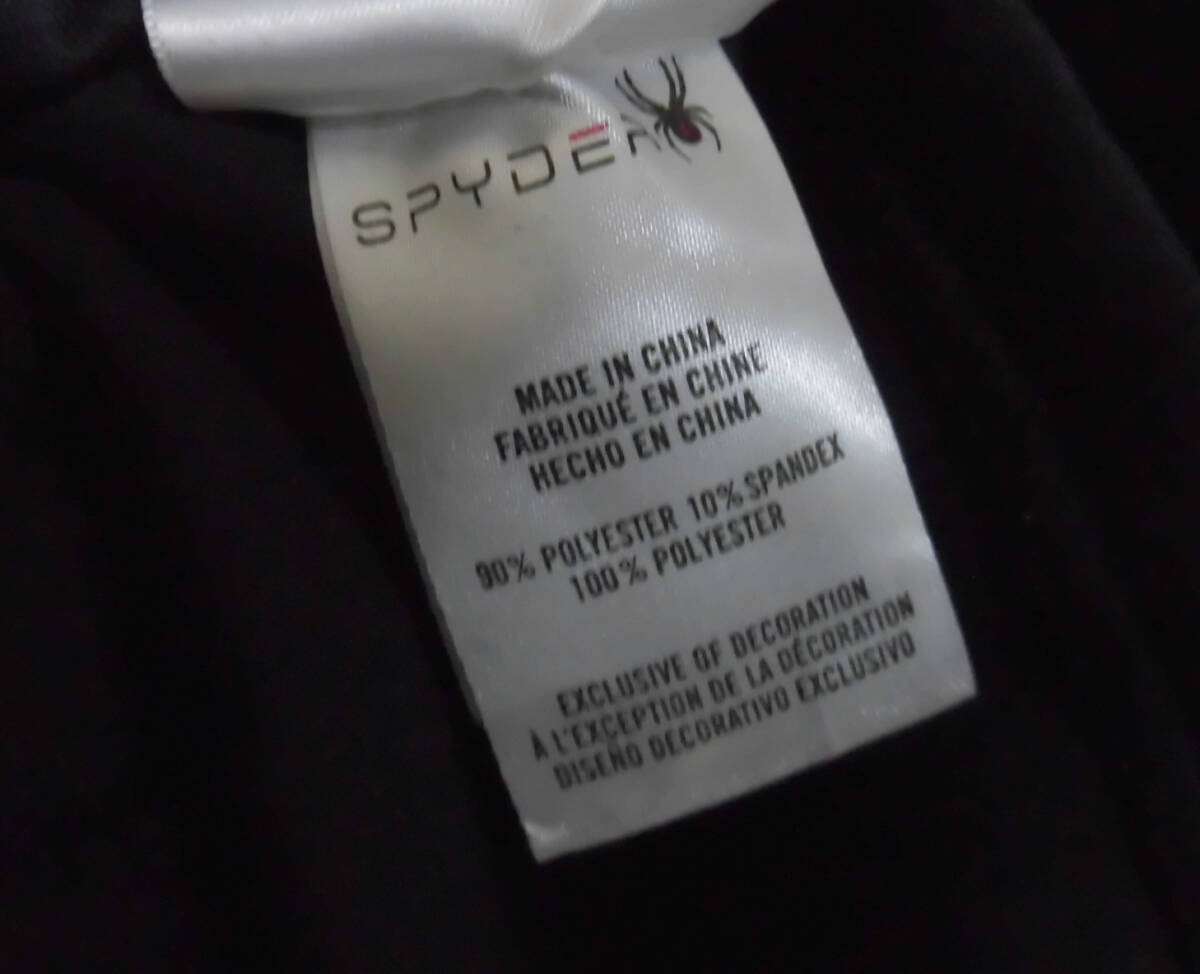 SPYDER
MADE IN CHINA
FABRIQUÉ EN CHINE
HECHO EN CHINA
90% POLYESTER 10% SPANDEX
100% POLYESTER
EXCLUSIVE OF DECORATION
À L'EXCEPTION DE LA DÉCORATION
DISEÑO DECORATIVO EXCLUSIVO